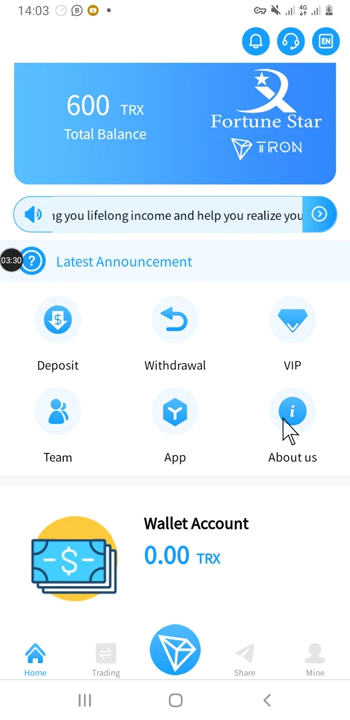 14:03
4G
EN
600 TRX
Total Balance
Fortune Star
TRON
ng you lifelong income and help you realize you
03:30
? Latest Announcement
Deposit
Withdrawal
VIP
Team
App
About us
Wallet Account
0.00 TRX
Home
Trading
Share
Mine